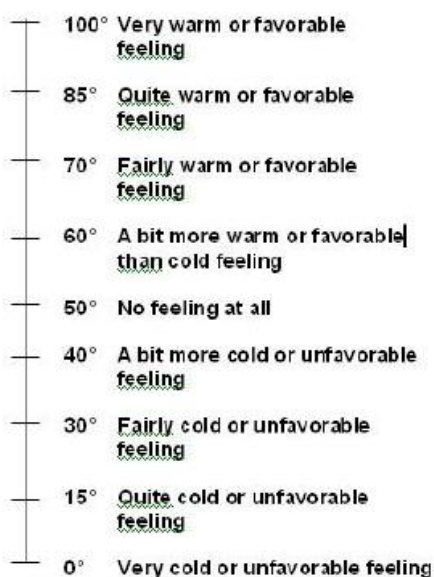 100° Very warm or favorable
feeling
85° Quite warm or favorable
feeling
70° Fairly warm or favorable
feeling
60° A bit more warm or favorable
than cold feeling
50° No feeling at all
40° A bit more cold or unfavorable
feeling
30° Fairly cold or unfavorable
feeling
15° Quite cold or unfavorable
feeling
0° Very cold or unfavorable feeling